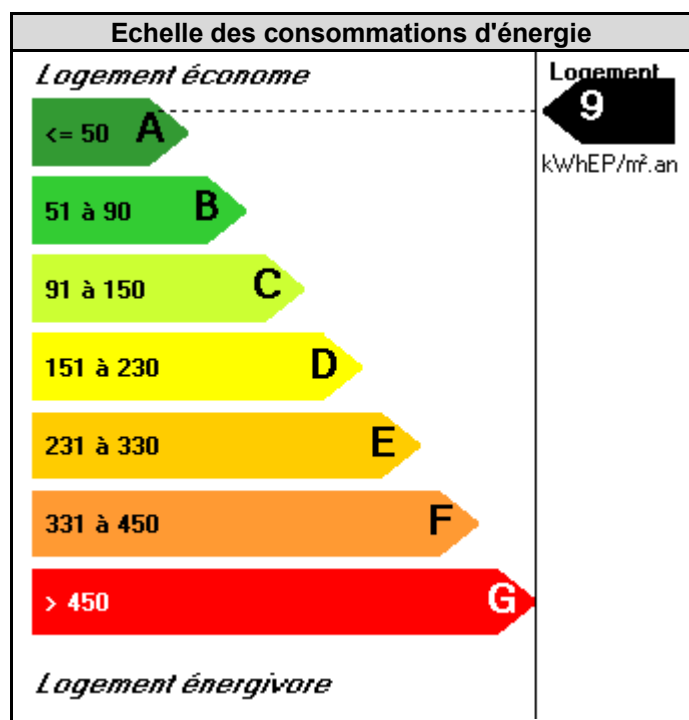 Echelle des consommations d'énergie
Logement économe
Logement
9
kWhEP/m².an
<= 50 A
51 à 90 B
91 à 150 C
151 à 230 D
231 à 330 E
331 à 450 F
> 450 G
Logement énergivore